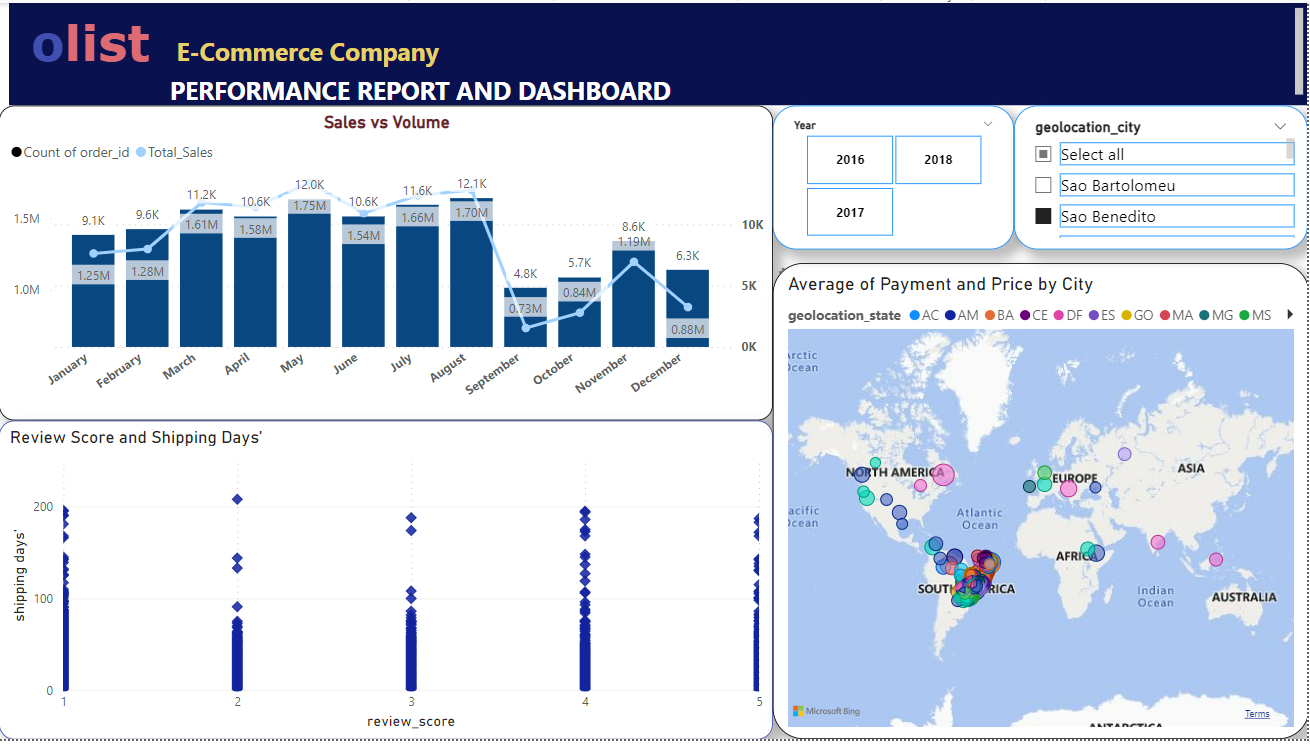 olist E-Commerce Company
PERFORMANCE REPORT AND DASHBOARD
Sales vs Volume
Count of order_id Total_Sales
1.5M
1.0M
9.1K 9.6K 11.2K 10.6K 12.0K 10.6K 11.6K 12.1K 4.8K 5.7K 8.6K 6.3K
1.25M 1.28M 1.61M 1.58M 1.75M 1.54M 1.66M 1.70M 0.73M 0.84M 1.19M 0.88M
10K
5K
0K
January February March April May June July August September October November December
Year
2016 2018
2017
geolocation_city
Select all
Sao Bartolomeu
Sao Benedito
Review Score and Shipping Days'
shipping days'
200
100
0
1 2 3 4 5
review_score
Average of Payment and Price by City
geolocation_state AC AM BA CE DF ES GO MA MG MS
Arctic
Ocean
NORTH AMERICA
EUROPE
ASIA
Pacific
Ocean
Atlantic
Ocean
AFRICA
SOUTH AMERICA
Indian
Ocean
AUSTRALIA
ANTARCTICA
Microsoft Bing
Terms